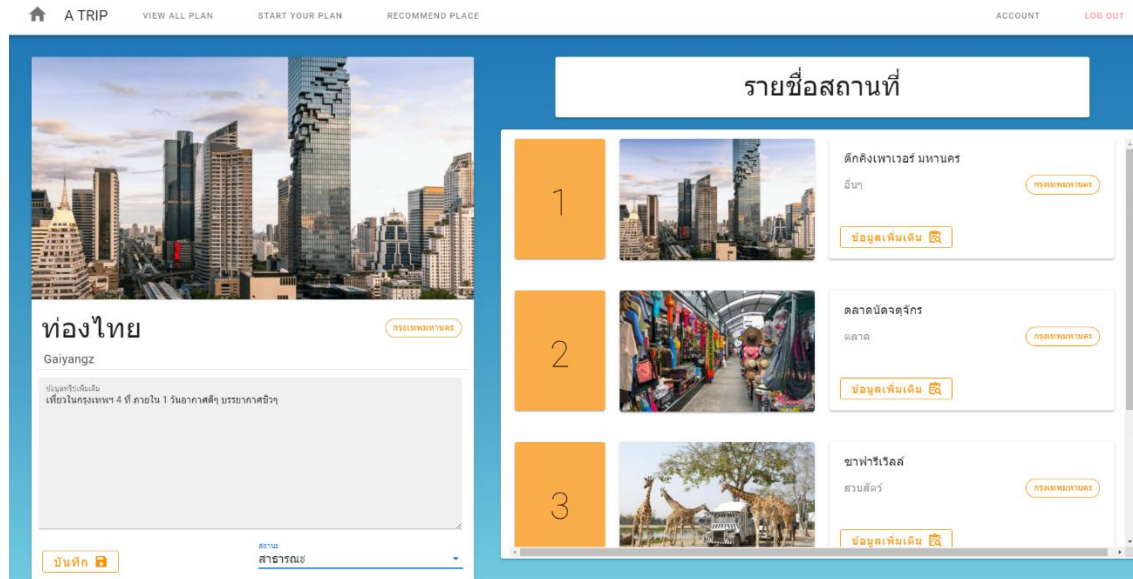 A TRIP
VIEW ALL PLAN
START YOUR PLAN
RECOMMEND PLACE
ACCOUNT
LOG OUT
ท่องไทย
กรุงเทพมหานคร
Gaiyangz
ข้อมูลทริปเพิ่มเติม
เที่ยวในกรุงเทพฯ 4 ที่ ภายใน 1 วันอากาศดีๆ บรรยากาศชิวๆ
บันทึก
สถานะ
สาธารณะ
รายชื่อสถานที่
1
ตึกคิงเพาเวอร์ มหานคร
อื่นๆ
กรุงเทพมหานคร
ข้อมูลเพิ่มเติม
2
ตลาดนัดจตุจักร
ตลาด
กรุงเทพมหานคร
ข้อมูลเพิ่มเติม
3
ซาฟารีเวิลด์
สวนสัตว์
กรุงเทพมหานคร
ข้อมูลเพิ่มเติม